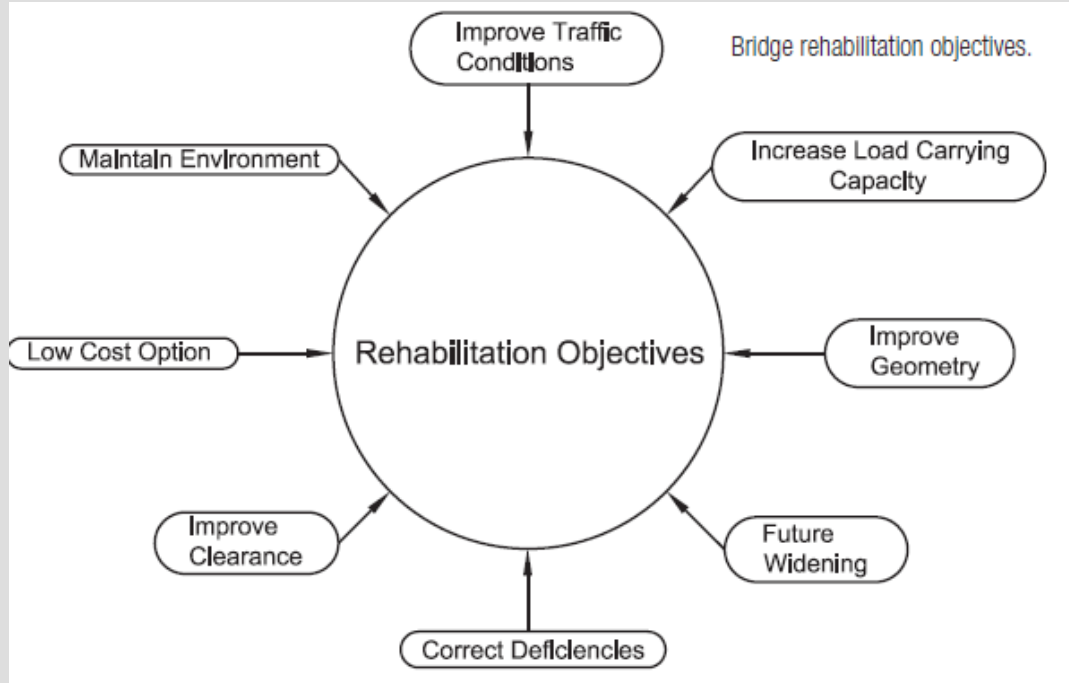 Improve Traffic
Conditions
Bridge rehabilitation objectives.
Maintain Environment
Increase Load Carrying
Capacity
Low Cost Option
Rehabilitation Objectives
Improve
Geometry
Improve
Clearance
Future
Widening
Correct Deficiencies